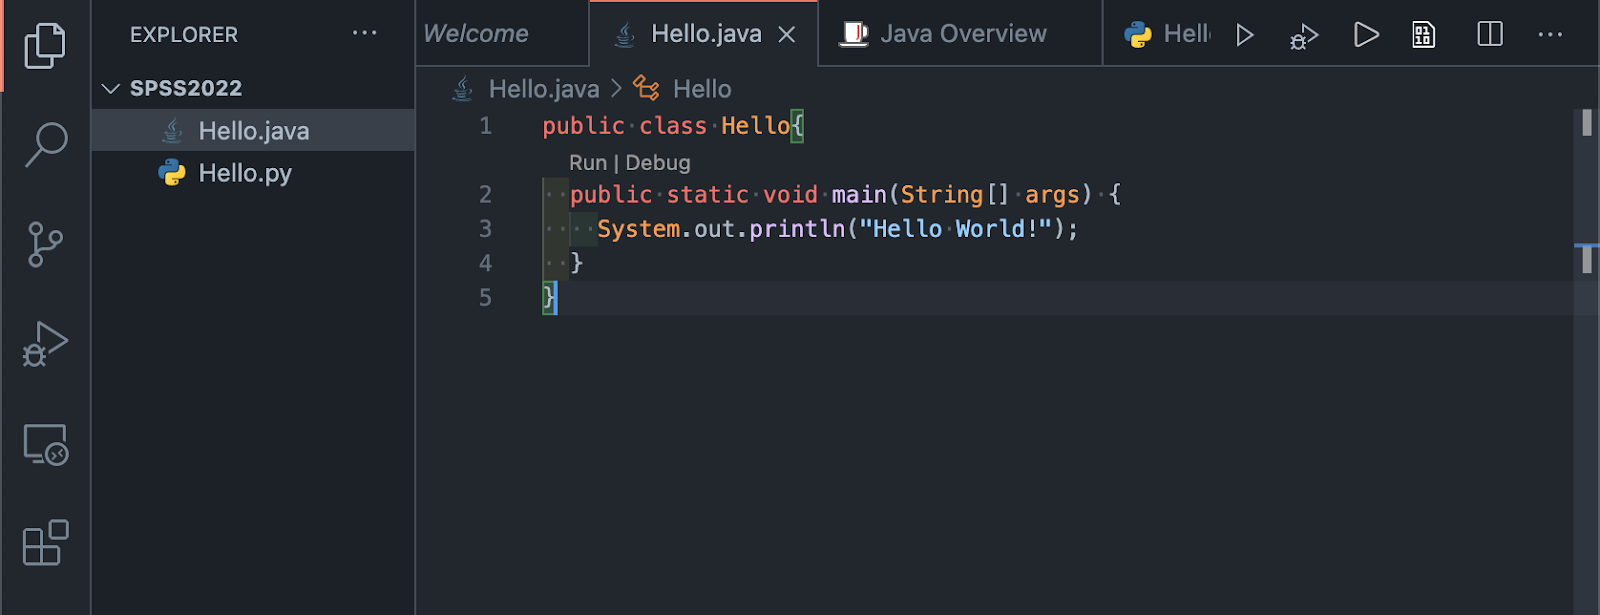 EXPLORER ...
SPSS2022
Hello.java
Hello.py
Welcome
Hello.java
Java Overview
Hell
Hello.java > Hello
1 public class Hello{
Run | Debug
2 public static void main(String[] args) {
3 System.out.println("Hello World!");
4 }
5 }